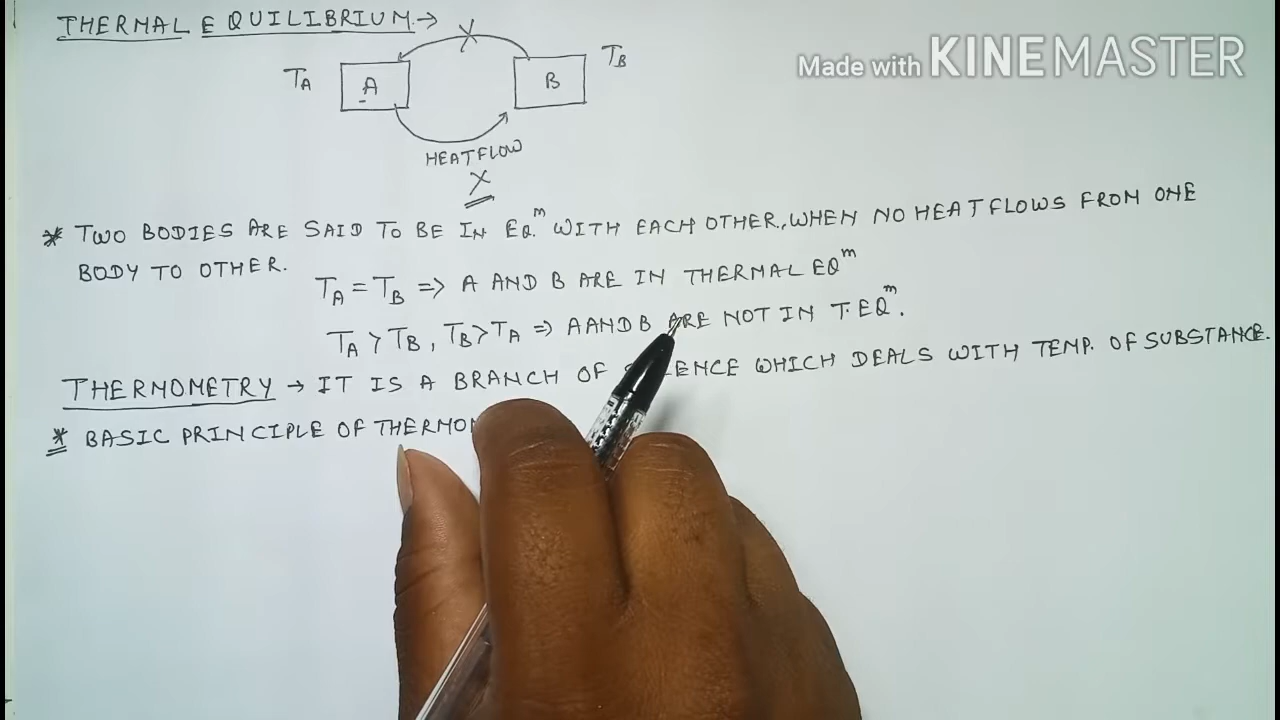 THERMAL EQUILIBRIUM →
Made with KINEMASTER
TA A B TB
HEATFLOW
X
* TWO BODIES ARE SAID TO BE IN EQ.m WITH EACH OTHER, WHEN NO HEAT FLOWS FROM ONE
BODY TO OTHER.
TA = TB => A AND B ARE IN THERMAL EQm
TA > TB, TB > TA => A AND B ARE NOT IN T.EQm.
THERMOMETRY → IT IS A BRANCH OF WHICH DEALS WITH TEMP. OF SUBSTANCE.
* BASIC PRINCIPLE OF